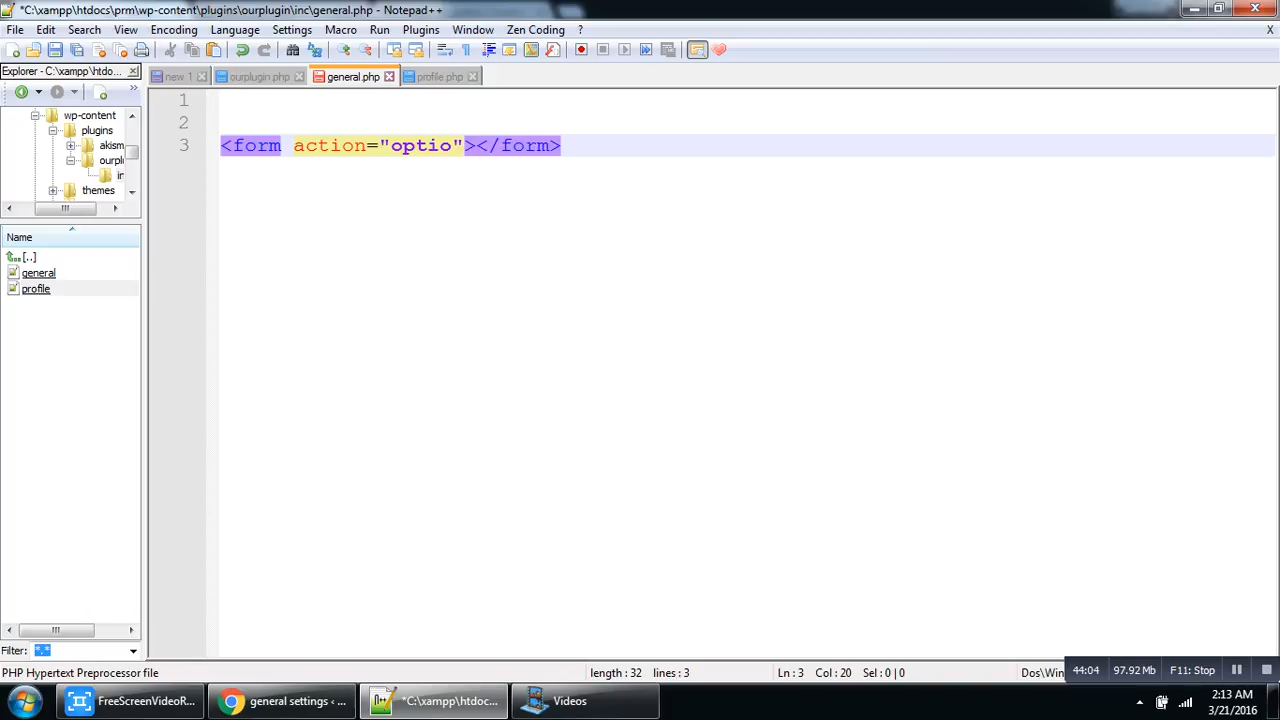 *C:\xampp\htdocs\prm\wp-content\plugins\ourplugin\inc\general.php - Notepad++
File Edit Search View Encoding Language Settings Macro Run Plugins Window Zen Coding ? X
Explorer - C:\xampp\htdo...
new 1 ourplugin.php general.php profile.php
wp-content
plugins
akism
ourpl
in
themes
Name
[..]
general
profile
1
2
3 <form action="optio"></form>
Filter: *.*
PHP Hypertext Preprocessor file length : 32 lines : 3 Ln : 3 Col : 20 Sel : 0 | 0 Dos\Win
44:04 97.92 Mb F11: Stop
FreeScreenVideoR... general settings ‹ ... *C:\xampp\htdoc... Videos
2:13 AM
3/21/2016